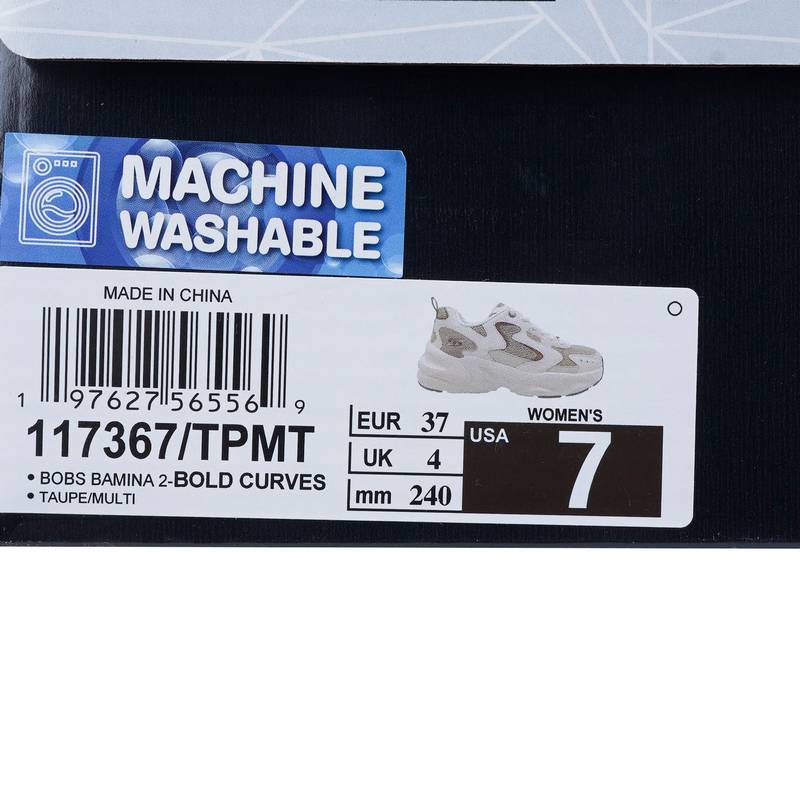 MACHINE
WASHABLE
MADE IN CHINA
1 97627 56556 9
117367/TPMT
• BOBS BAMINA 2-BOLD CURVES
• TAUPE/MULTI
EUR 37
UK 4
mm 240
WOMEN'S
USA 7